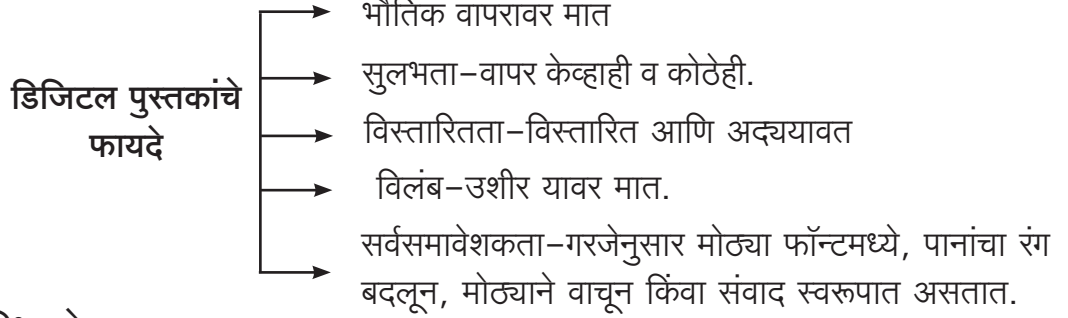 भौतिक वापरावर मात
सुलभता–वापर केव्हाही व कोठेही.
डिजिटल पुस्तकांचे
फायदे
विस्तारितता–विस्तारित आणि अद्ययावत
विलंब–उशीर यावर मात.
सर्वसमावेशकता–गरजेनुसार मोठ्या फॉन्टमध्ये, पानांचा रंग
बदलून, मोठ्याने वाचून किंवा संवाद स्वरूपात असतात.